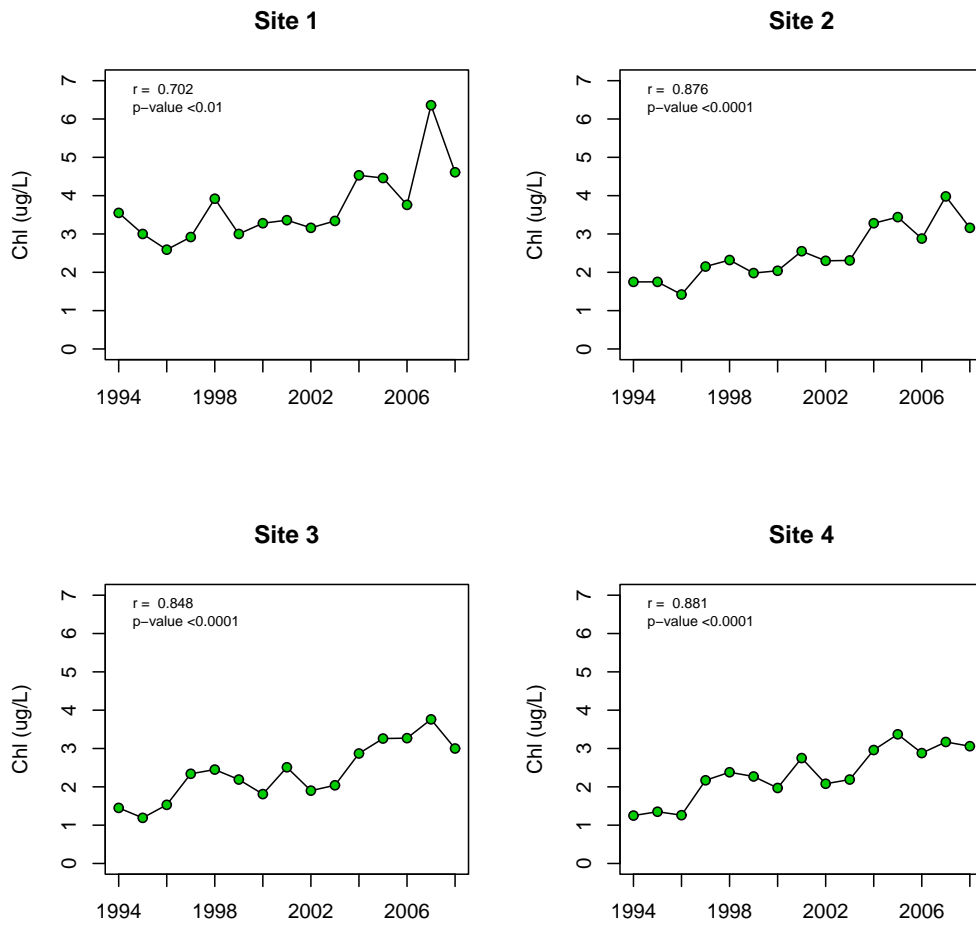 Site 1
r = 0.702
p−value <0.01
Chl (ug/L)
7
6
5
4
3
2
1
0
1994 1998 2002 2006
Site 2
r = 0.876
p−value <0.0001
Chl (ug/L)
7
6
5
4
3
2
1
0
1994 1998 2002 2006
Site 3
r = 0.848
p−value <0.0001
Chl (ug/L)
7
6
5
4
3
2
1
0
1994 1998 2002 2006
Site 4
r = 0.881
p−value <0.0001
Chl (ug/L)
7
6
5
4
3
2
1
0
1994 1998 2002 2006